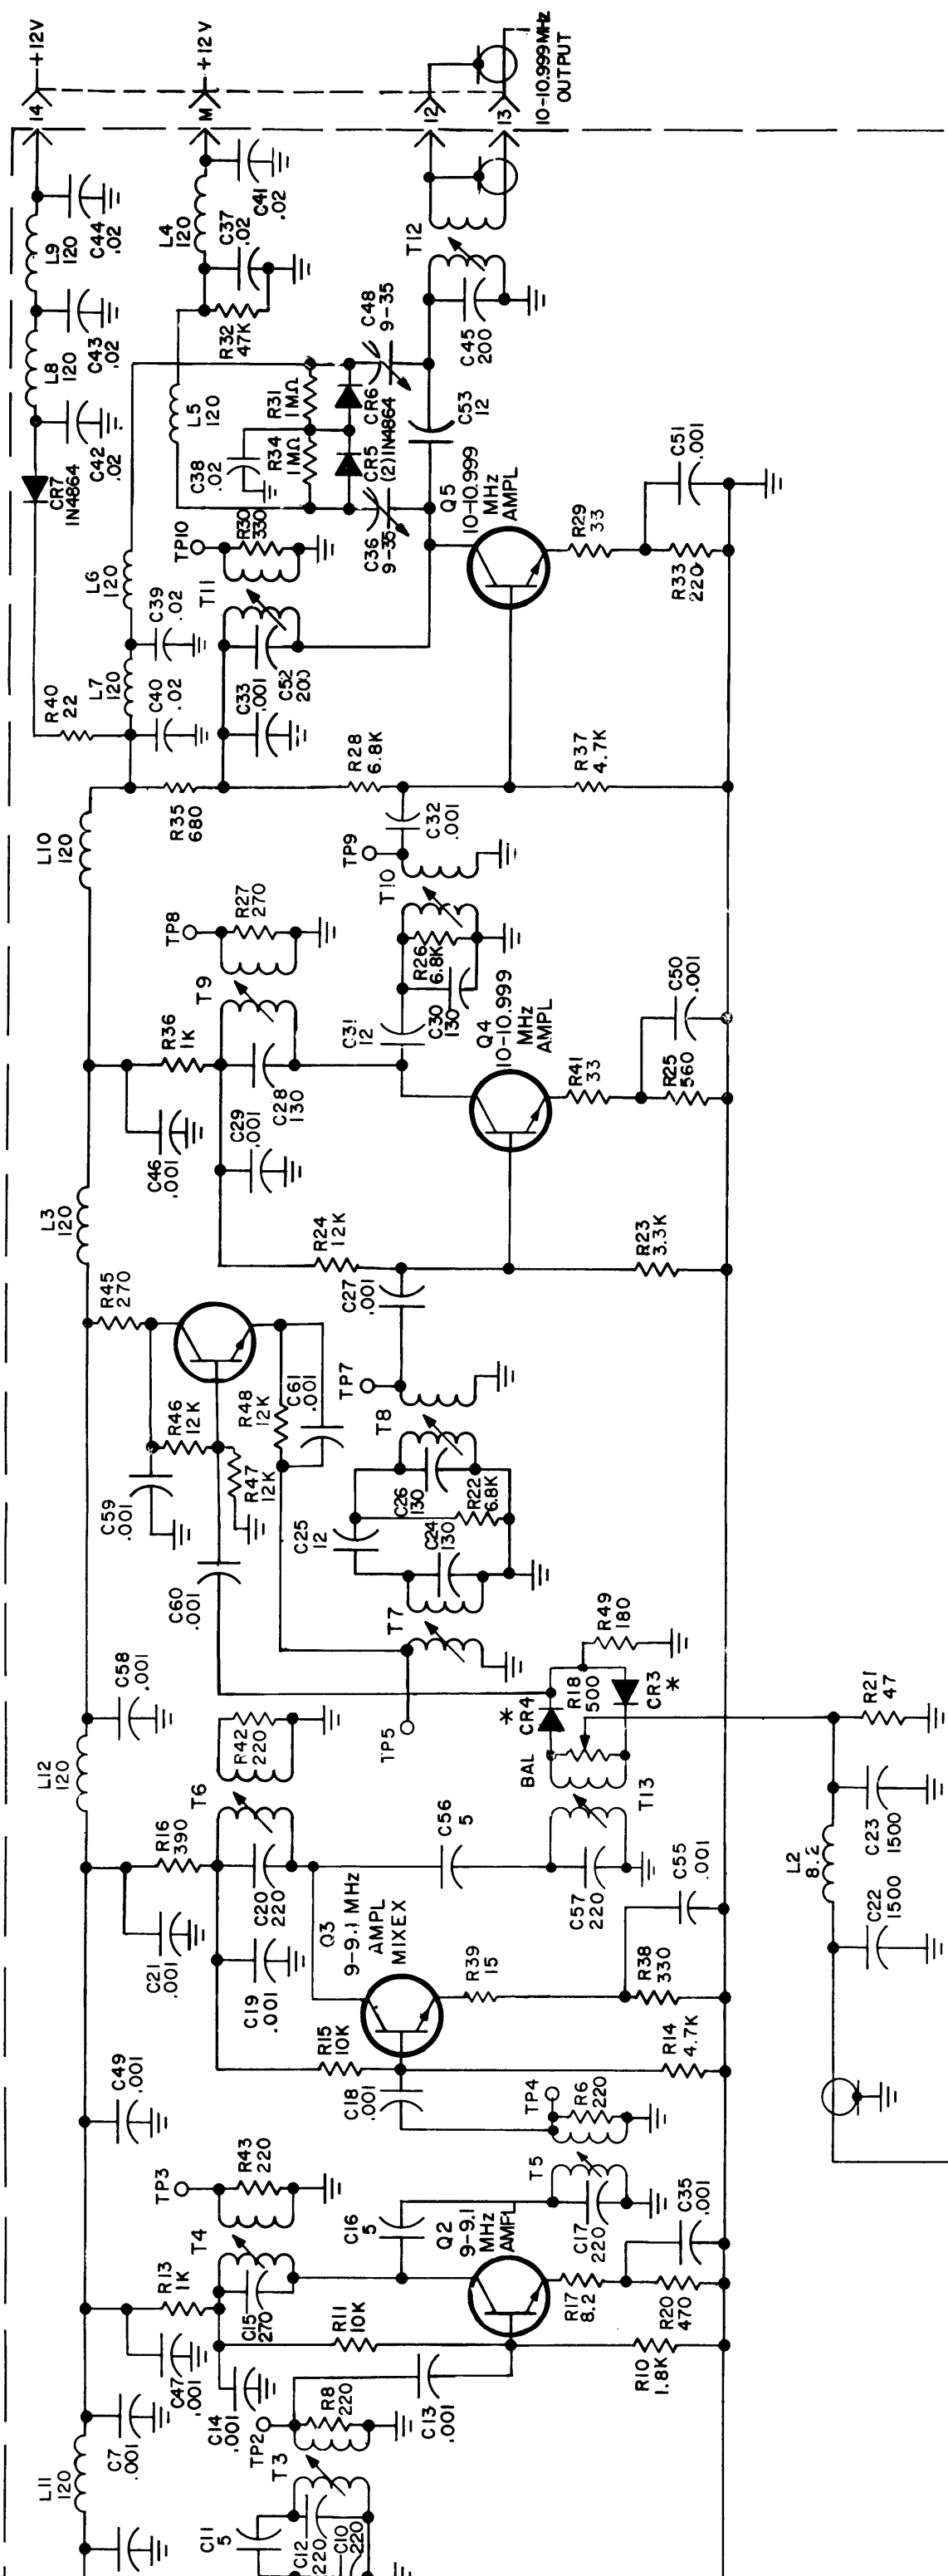 14
+12V
L9
120
C44
.02
L8
120
C43
.02
C42
.02
CR7
1N4864
M
+12V
L4
120
C41
.02
C37
.02
R32
47K
L5
120
12
13
10-10.999MHz
OUTPUT
T12
C48
9-35
C45
200
R31
1MΩ
R34
1MΩ
C38
.02
CR6
CR5
(2)1N4864
C53
12
C36
9-35
TP10
R30
330
T11
L6
120
C39
.02
L7
120
C40
.02
R40
22
C33
.001
C52
200
Q5
10-10.999
MHz
AMPL
R29
33
C51
.001
R33
220
R28
6.8K
R37
4.7K
R35
680
L10
120
C32
.001
TP9
T10
TP8
R27
270
T9
R26
6.8K
C30
130
C31
12
Q4
10-10.999
MHz
AMPL
R36
1K
C28
130
C46
.001
C29
.001
R41
33
C50
.001
R25
560
L3
120
R24
12K
R23
3.3K
C27
.001
R45
270
TP7
T8
R46
12K
R48
12K
C61
.001
R47
12K
C59
.001
C26
130
R22
6.8K
C25
12
C24
130
C60
.001
T7
TP5
R49
180
*
CR4
R18
500
CR3
*
BAL
T13
C58
.001
L12
120
R42
220
T6
R21
47
C23
1500
L2
8.2
C22
1500
R16
390
C20
220
C56
5
C57
220
C55
.001
Q3
9-9.1 MHz
AMPL
MIXEX
C21
.001
C19
.001
R39
15
R38
330
R15
10K
R14
4.7K
C18
.001
C49
.001
TP4
R6
220
T5
TP3
R43
220
T4
C16
5
C17
220
C35
.001
Q2
9-9.1
MHz
AMPL
R13
1K
C15
270
R17
8.2
R20
470
R11
10K
R10
1.8K
C47
.001
C14
.001
C7
.001
TP2
R8
220
C13
.001
T3
L11
120
C11
5
C12
220
C10
220